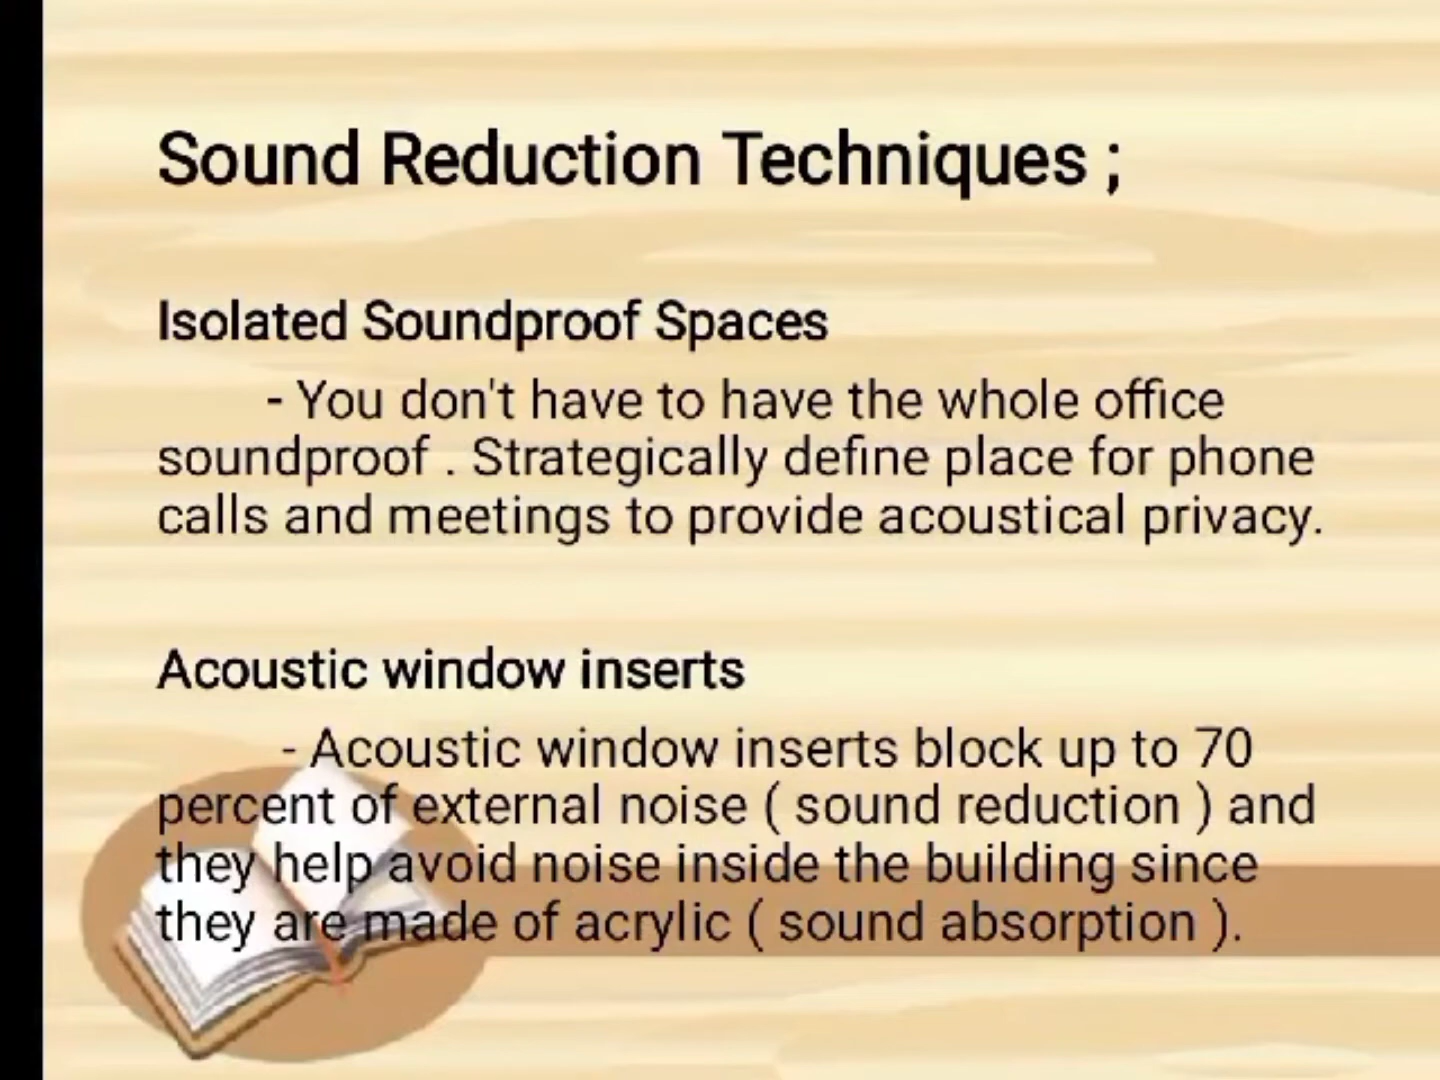 Sound Reduction Techniques ;
Isolated Soundproof Spaces
- You don't have to have the whole office
soundproof . Strategically define place for phone
calls and meetings to provide acoustical privacy.
Acoustic window inserts
- Acoustic window inserts block up to 70
percent of external noise ( sound reduction ) and
they help avoid noise inside the building since
they are made of acrylic ( sound absorption ).